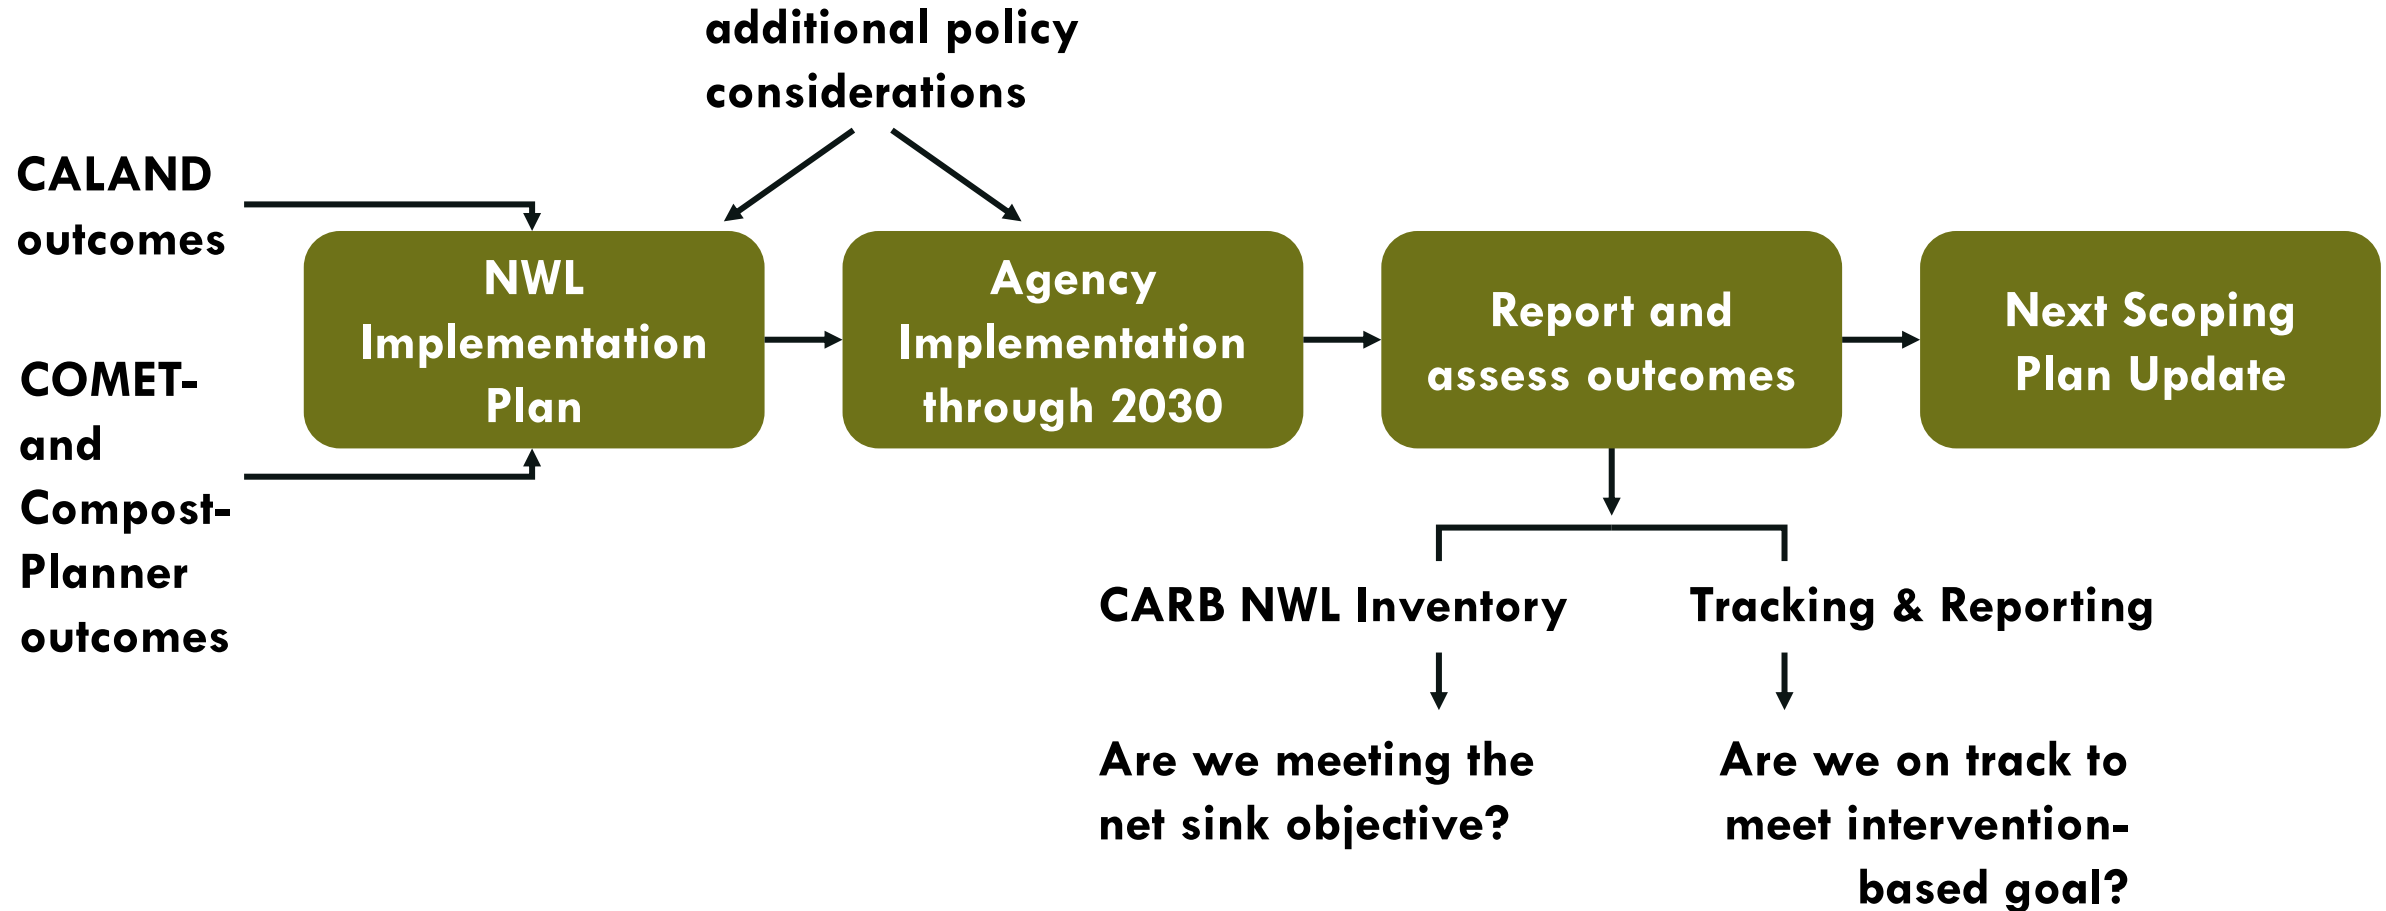 additional policy
considerations
CALAND
outcomes
COMET-
and
Compost-
Planner
outcomes
NWL
Implementation
Plan
Agency
Implementation
through 2030
Report and
assess outcomes
Next Scoping
Plan Update
CARB NWL Inventory
Tracking & Reporting
Are we meeting the
net sink objective?
Are we on track to
meet intervention-
based goal?